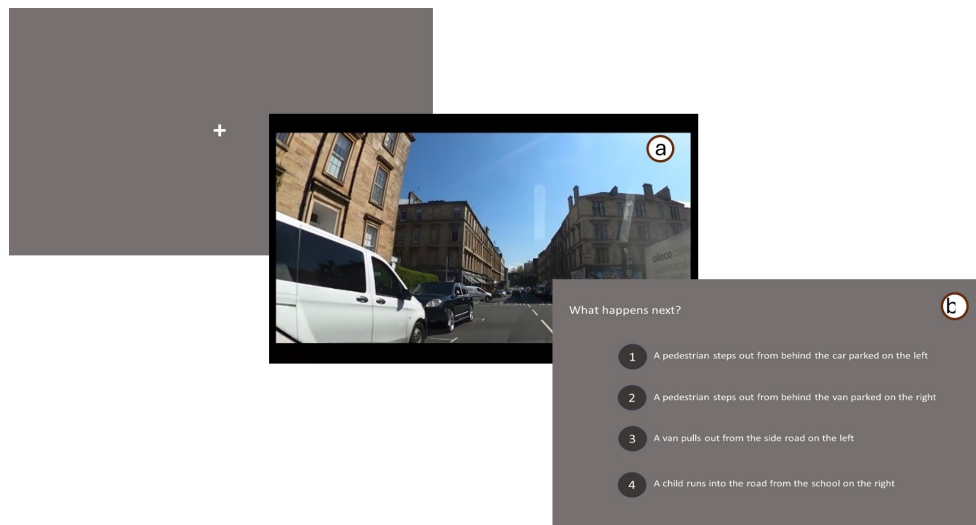 +
a
olleco
What happens next?
b
1 A pedestrian steps out from behind the car parked on the left
2 A pedestrian steps out from behind the van parked on the right
3 A van pulls out from the side road on the left
4 A child runs into the road from the school on the right